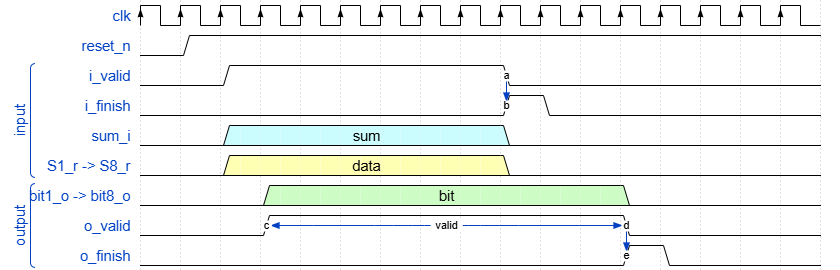 clk
reset_n
i_valid
a
i_finish
b
input
sum_i
sum
S1_r -> S8_r
data
bit1_o -> bit8_o
bit
o_valid
c
valid
d
output
o_finish
e